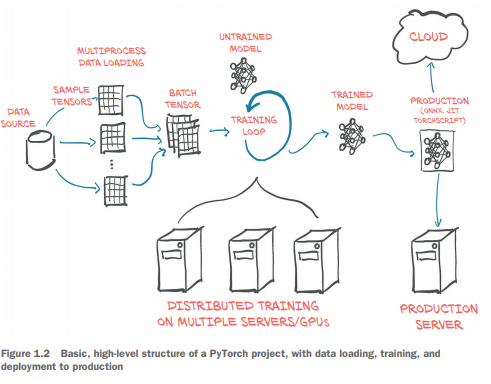 MULTIPROCESS
DATA LOADING
UNTRAINED
MODEL
CLOUD
DATA
SOURCE
SAMPLE
TENSORS
BATCH
TENSOR
TRAINING
LOOP
TRAINED
MODEL
PRODUCTION
(ONNX, JIT
TORCHSCRIPT)
DISTRIBUTED TRAINING
ON MULTIPLE SERVERS/GPUs
PRODUCTION
SERVER
Figure 1.2 Basic, high-level structure of a PyTorch project, with data loading, training, and
deployment to production